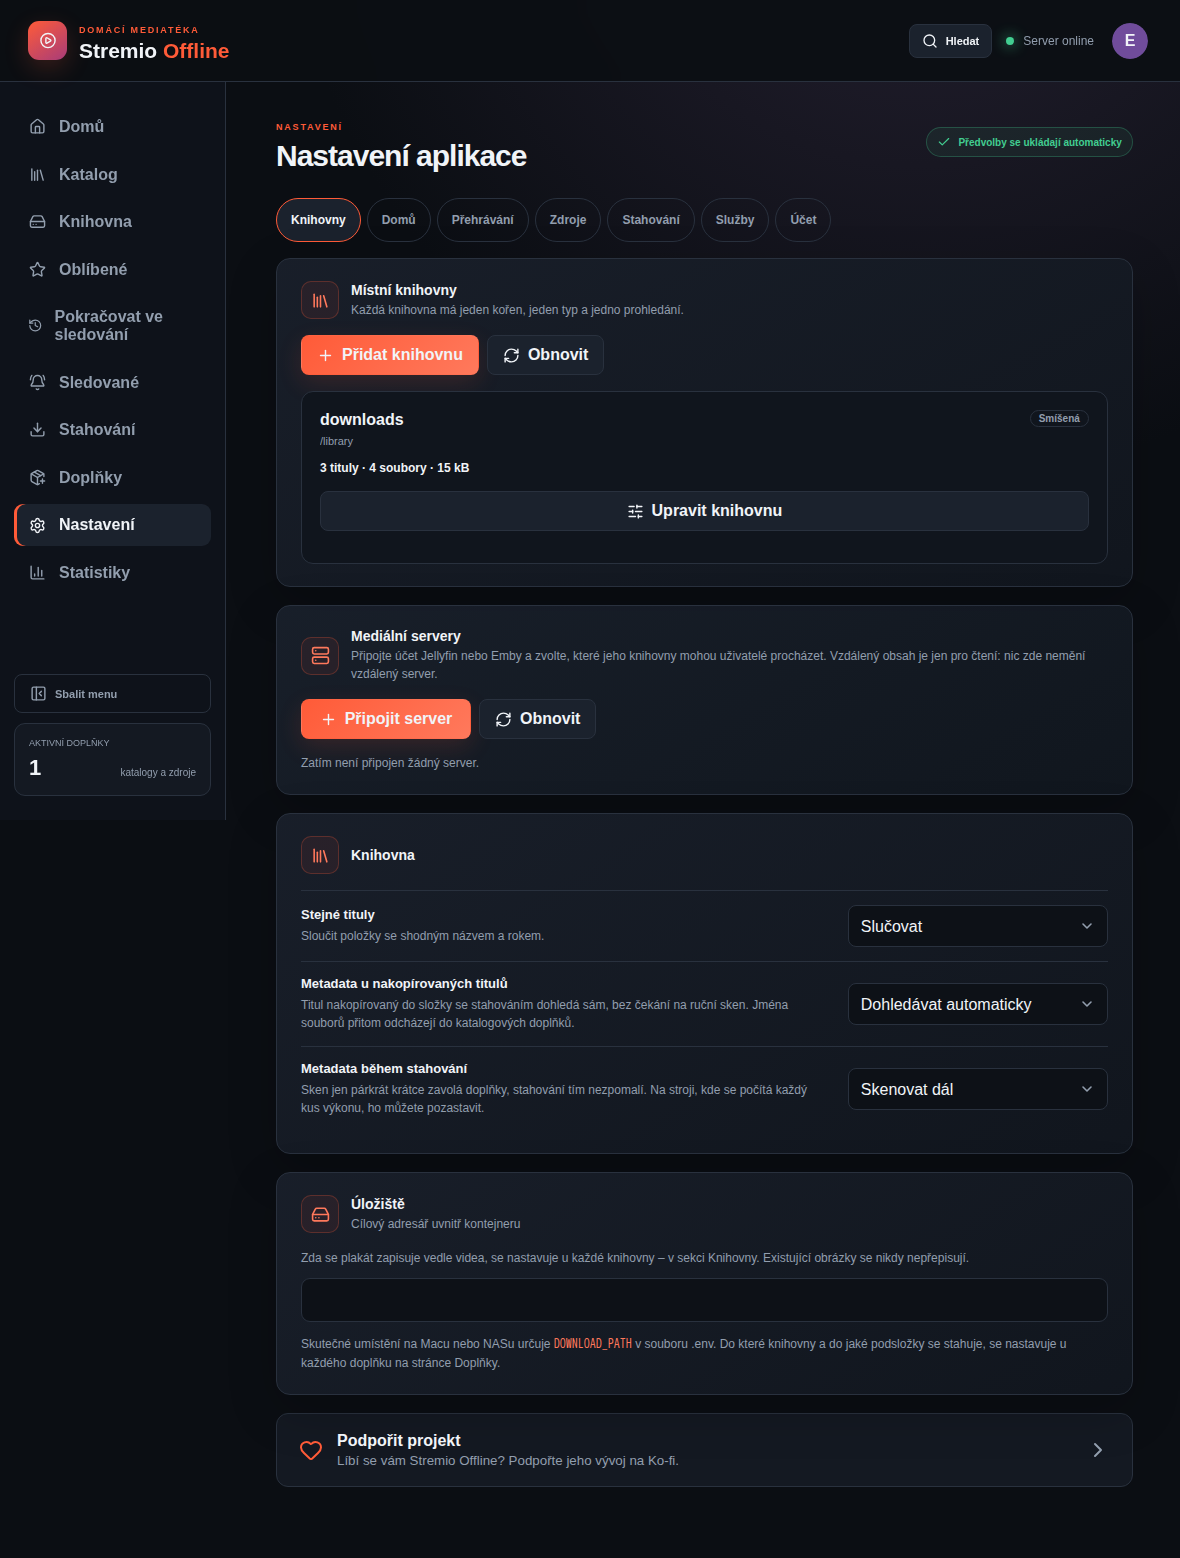 DOMÁCÍ MEDIATÉKA
Stremio Offline
Hledat
Server online
E
Domů
Katalog
Knihovna
Oblíbené
Pokračovat ve
sledování
Sledované
Stahování
Doplňky
Nastavení
Statistiky
Sbalit menu
AKTIVNÍ DOPLŇKY
1
katalogy a zdroje
NASTAVENÍ
Nastavení aplikace
Předvolby se ukládají automaticky
Knihovny
Domů
Přehrávání
Zdroje
Stahování
Služby
Účet
Místní knihovny
Každá knihovna má jeden kořen, jeden typ a jedno prohledání.
Přidat knihovnu
Obnovit
downloads
Smíšená
/library
3 tituly · 4 soubory · 15 kB
Upravit knihovnu
Mediální servery
Připojte účet Jellyfin nebo Emby a zvolte, které jeho knihovny mohou uživatelé procházet. Vzdálený obsah je jen pro čtení: nic zde nemění
vzdálený server.
Připojit server
Obnovit
Zatím není připojen žádný server.
Knihovna
Stejné tituly
Sloučit položky se shodným názvem a rokem.
Slučovat
Metadata u nakopírovaných titulů
Titul nakopírovaný do složky se stahováním dohledá sám, bez čekání na ruční sken. Jména
souborů přitom odcházejí do katalogových doplňků.
Dohledávat automaticky
Metadata během stahování
Sken jen párkrát krátce zavolá doplňky, stahování tím nezpomalí. Na stroji, kde se počítá každý
kus výkonu, ho můžete pozastavit.
Skenovat dál
Úložiště
Cílový adresář uvnitř kontejneru
Zda se plakát zapisuje vedle videa, se nastavuje u každé knihovny – v sekci Knihovny. Existující obrázky se nikdy nepřepisují.
Skutečné umístění na Macu nebo NASu určuje DOWNLOAD_PATH v souboru .env. Do které knihovny a do jaké podsložky se stahuje, se nastavuje u
každého doplňku na stránce Doplňky.
Podpořit projekt
Líbí se vám Stremio Offline? Podpořte jeho vývoj na Ko-fi.